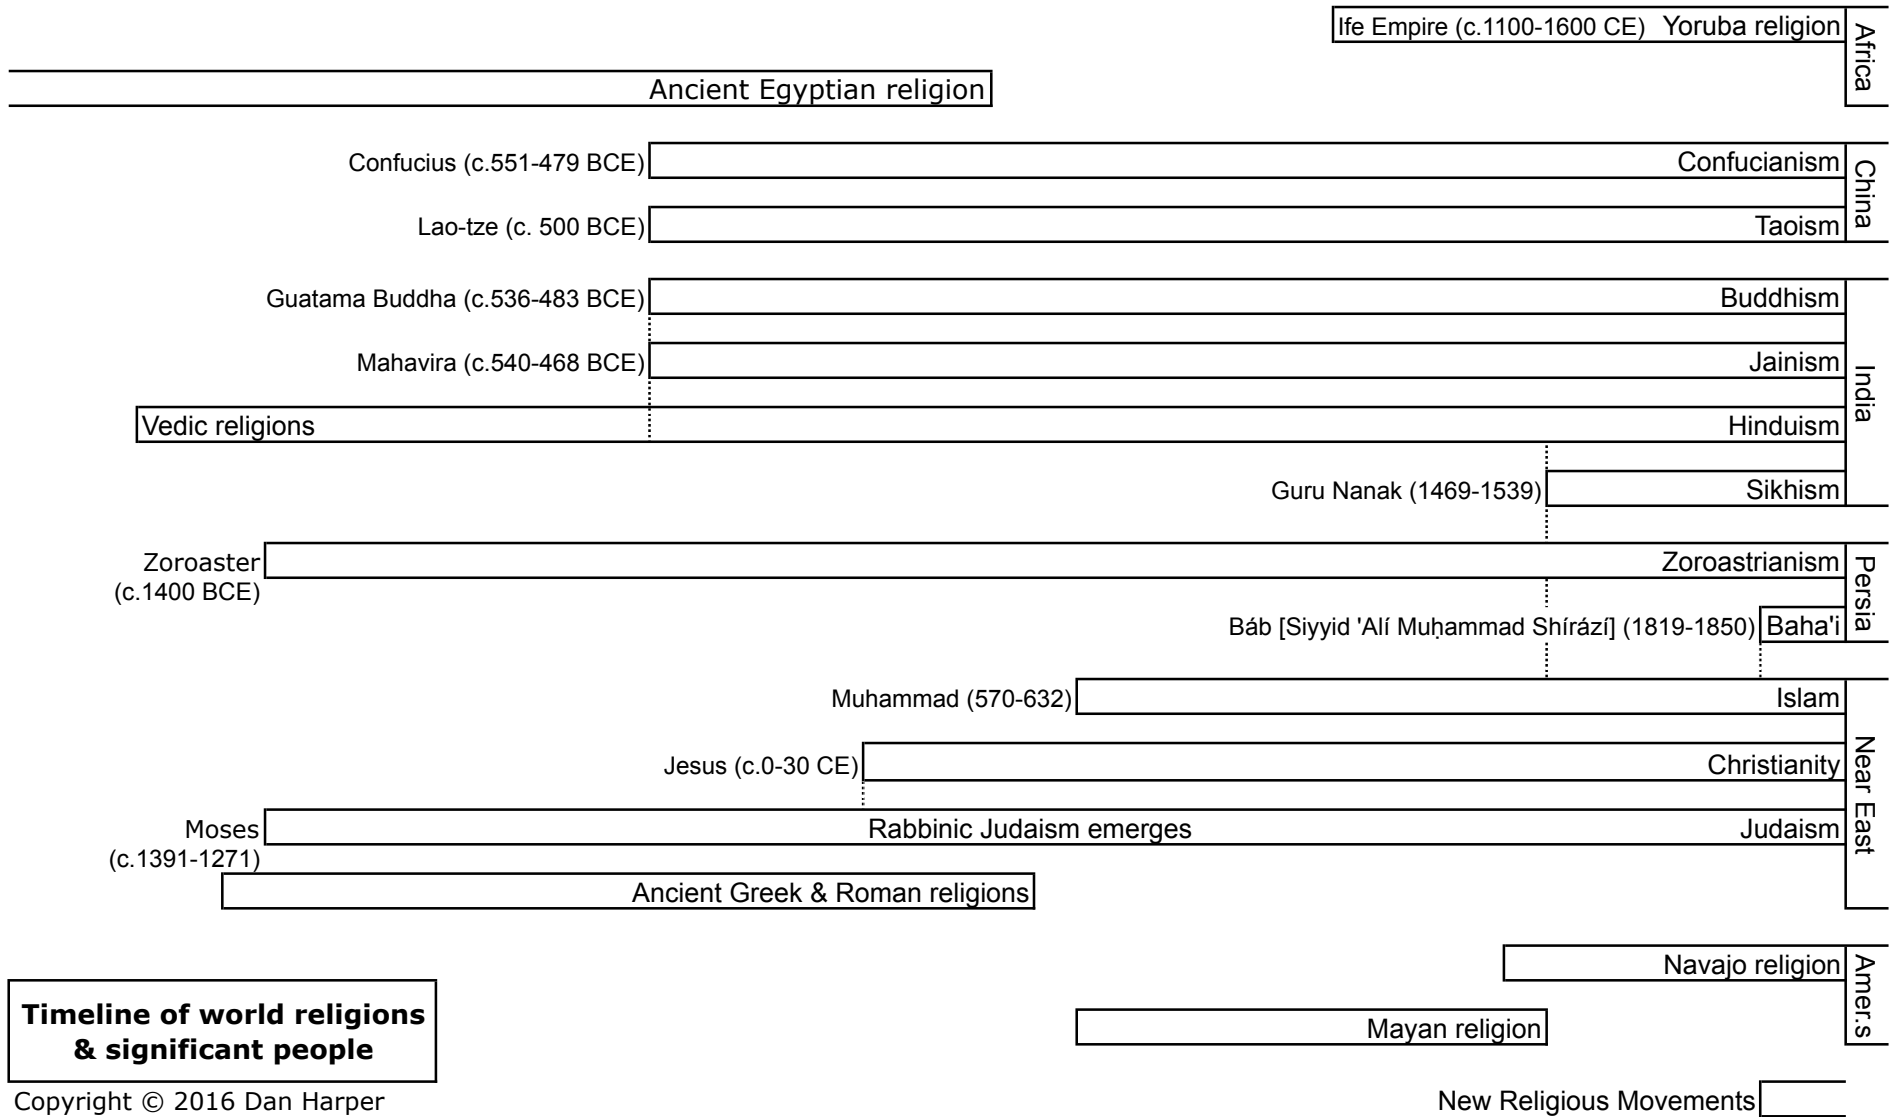 Ife Empire (c.1100-1600 CE) Yoruba religion
Africa
Ancient Egyptian religion
Confucius (c.551-479 BCE)
Confucianism
China
Lao-tze (c. 500 BCE)
Taoism
Guatama Buddha (c.536-483 BCE)
Buddhism
Mahavira (c.540-468 BCE)
Jainism
India
Vedic religions
Hinduism
Guru Nanak (1469-1539)
Sikhism
Zoroaster
(c.1400 BCE)
Zoroastrianism
Persia
Báb [Siyyid 'Alí Muḥammad Shírází] (1819-1850)
Baha'i
Muhammad (570-632)
Islam
Near East
Jesus (c.0-30 CE)
Christianity
Moses
(c.1391-1271)
Rabbinic Judaism emerges
Judaism
Ancient Greek & Roman religions
Navajo religion
Amer.s
Mayan religion
Timeline of world religions
& significant people
Copyright © 2016 Dan Harper
New Religious Movements